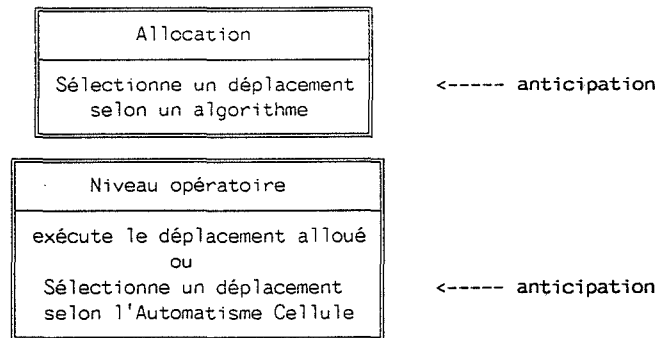 Allocation
Sélectionne un déplacement <----- anticipation
selon un algorithme
Niveau opératoire
exécute le déplacement alloué
ou
Sélectionne un déplacement <----- anticipation
selon l'Automatisme Cellule